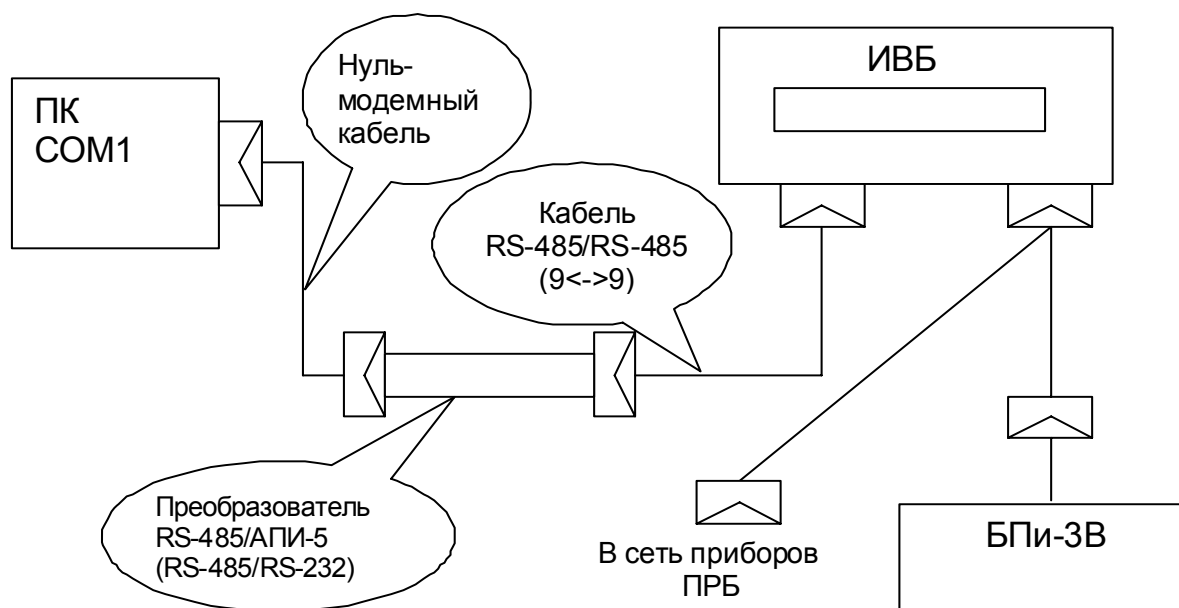 ПК
COM1
Нуль-
модемный
кабель
ИВБ
Кабель
RS-485/RS-485
(9<->9)
Преобразователь
RS-485/АПИ-5
(RS-485/RS-232)
В сеть приборов
ПРБ
БПи-3В